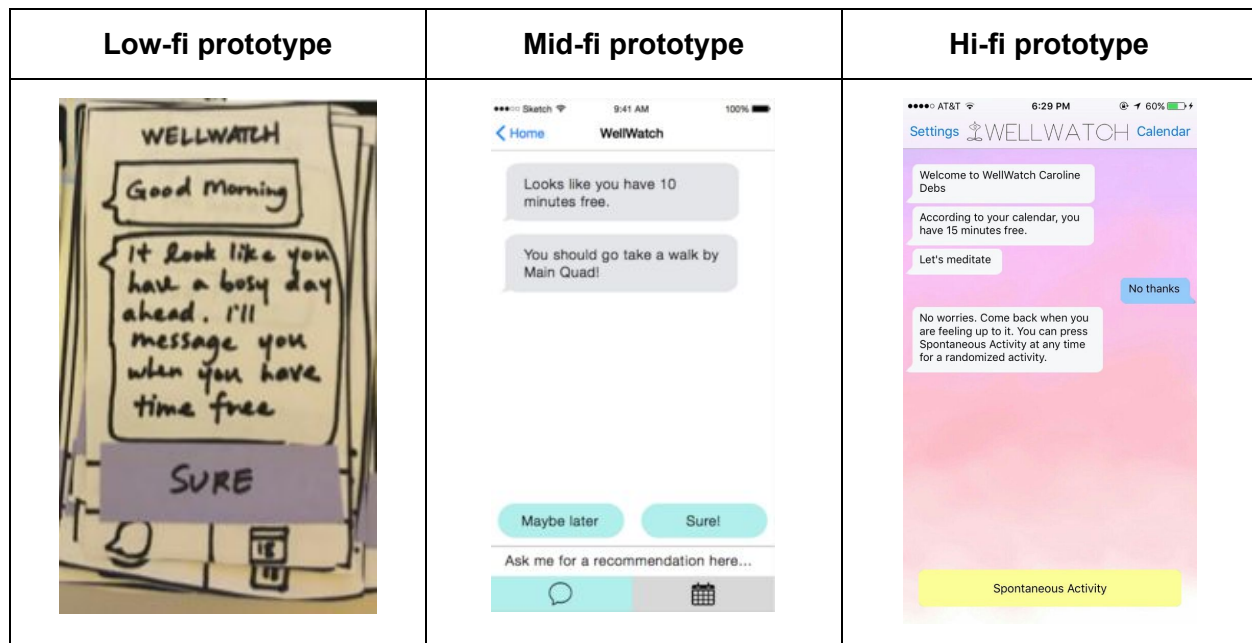 Low-fi prototype
Mid-fi prototype
Hi-fi prototype
WELLWATCH
Good Morning
It look like you
have a busy day
ahead. I'll
message you
when you have
time free
SURE
18
18
Sketch 9:41 AM 100%
Home WellWatch
Looks like you have 10
minutes free.
You should go take a walk by
Main Quad!
Maybe later Sure!
Ask me for a recommendation here...
AT&T 6:29 PM 60%
Settings WELLWATCH Calendar
Welcome to WellWatch Caroline
Debs
According to your calendar, you
have 15 minutes free.
Let's meditate
No thanks
No worries. Come back when you
are feeling up to it. You can press
Spontaneous Activity at any time
for a randomized activity.
Spontaneous Activity